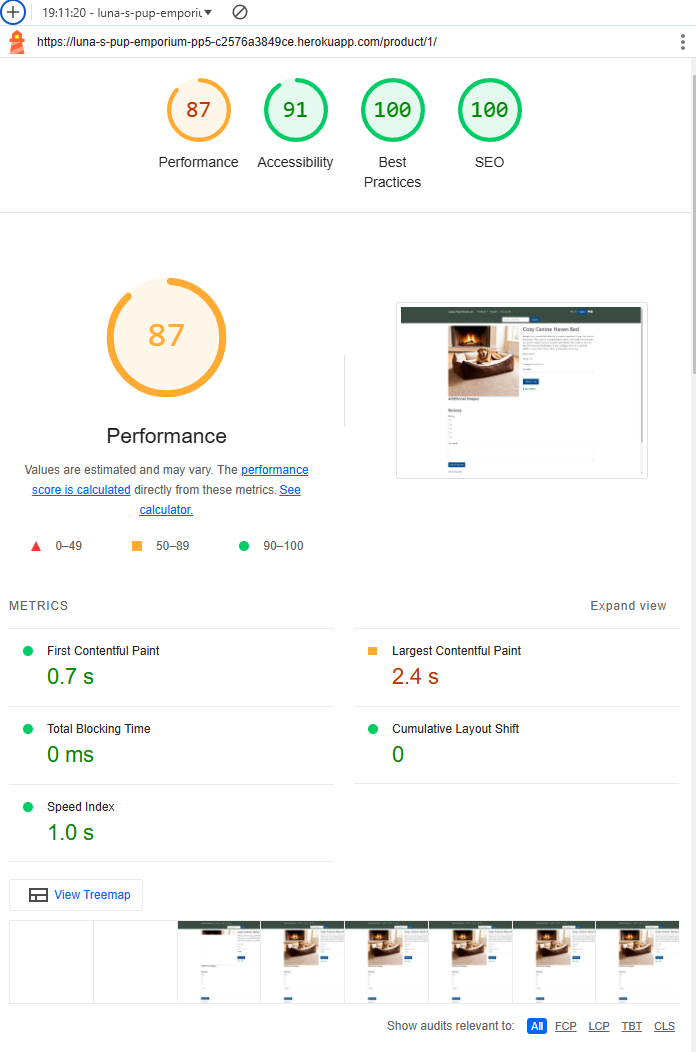 19:11:20 - luna-s-pup-emporiu
https://luna-s-pup-emporium-pp5-c2576a3849ce.herokuapp.com/product/1/
87
91
100
100
Performance
Accessibility
Best
Practices
SEO
87
Performance
Values are estimated and may vary. The performance
score is calculated directly from these metrics. See
calculator.
0–49
50–89
90–100
Cozy Canine Haven Bed
Additional Images
Reviews
METRICS
Expand view
First Contentful Paint
0.7 s
Largest Contentful Paint
2.4 s
Total Blocking Time
0 ms
Cumulative Layout Shift
0
Speed Index
1.0 s
View Treemap
Show audits relevant to: All FCP LCP TBT CLS